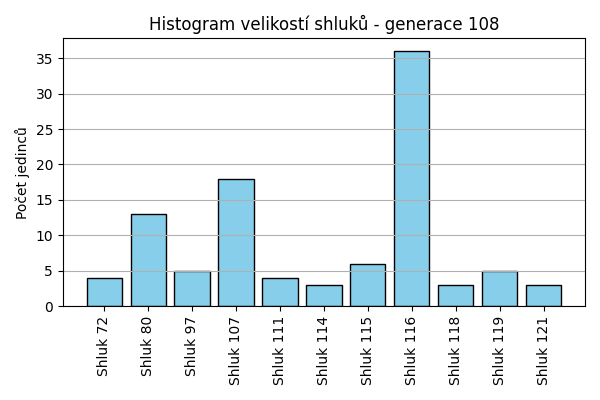 Histogram velikostí shluků - generace 108
Počet jedinců
35
30
25
20
15
10
5
0
Shluk 72
Shluk 80
Shluk 97
Shluk 107
Shluk 111
Shluk 114
Shluk 115
Shluk 116
Shluk 118
Shluk 119
Shluk 121